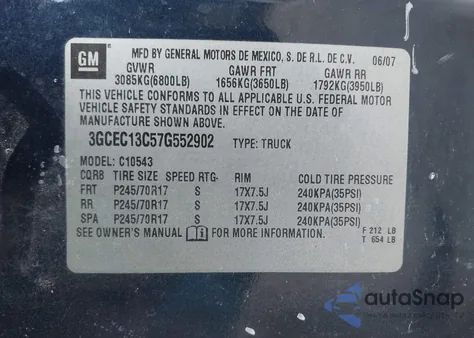 GM
MFD BY GENERAL MOTORS DE MEXICO, S. DE R.L. DE C.V. 06/07
GVWR GAWR FRT GAWR RR
3085KG(6800LB) 1656KG(3650LB) 1792KG(3950LB)
THIS VEHICLE CONFORMS TO ALL APPLICABLE U.S. FEDERAL MOTOR
VEHICLE SAFETY STANDARDS IN EFFECT ON THE DATE OF
MANUFACTURE SHOWN ABOVE.
3GCEC13C57G552902 TYPE: TRUCK
MODEL: C10543
CQRB TIRE SIZE SPEED RTG- RIM COLD TIRE PRESSURE
FRT P245/70R17 S 17X7.5J 240KPA(35PSI)
RR P245/70R17 S 17X7.5J 240KPA(35PSI)
SPA P245/70R17 S 17X7.5J 240KPA(35PSI)
SEE OWNER'S MANUAL i FOR MORE INFORMATION. F 212 LB
T 654 LB
autoSnap